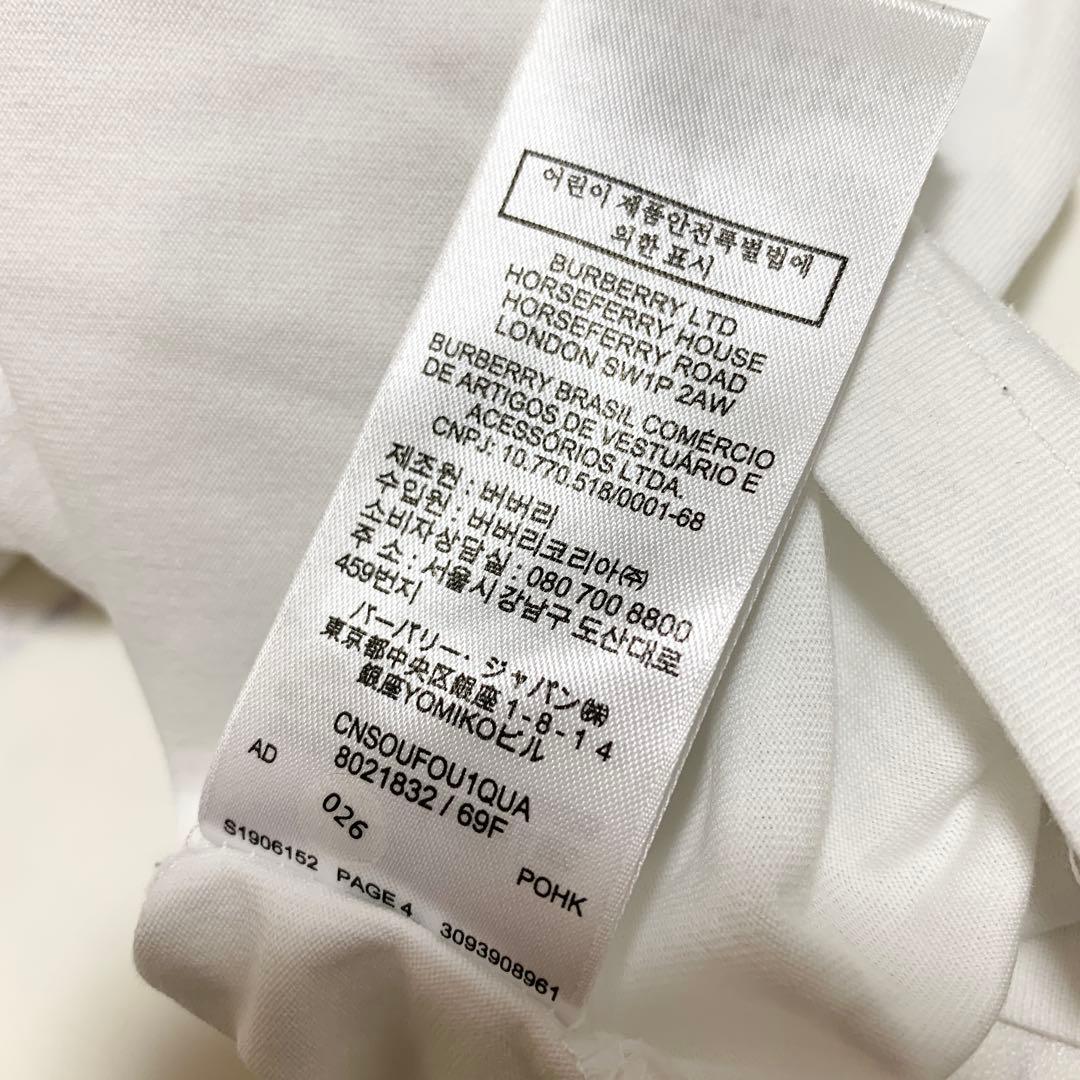 어린이 제품안전특별법에
의한 표시
BURBERRY LTD
HORSEFERRY HOUSE
HORSEFERRY ROAD
LONDON SW1P 2AW
BURBERRY BRASIL COMÉRCIO
DE ARTIGOS DE VESTUÁRIO E
ACESSÓRIOS LTDA.
CNPJ: 10.770.518/0001-68
제조원 : 버버리
수입원 : 버버리코리아㈜
소비자상담실 : 080 700 8800
주 소 : 서울시 강남구 도산대로
459번지
バーバリー・ジャパン㈱
東京都中央区銀座 1-8-14
銀座YOMIKOビル
CNSOUFOU1QUA
8021832 / 69F
AD
026
POHK
S1906152 PAGE 4 3093908961